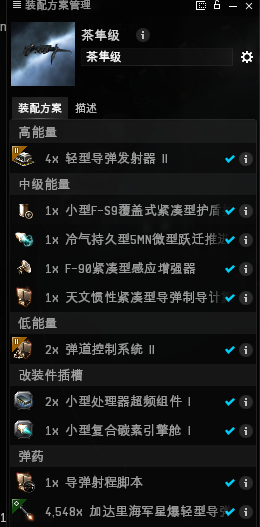 装配方案管理
茶隼级
茶隼级
装配方案 描述
高能量
4x 轻型导弹发射器 II
中级能量
1x 小型F-S9覆盖式紧凑型护盾
1x 冷气持久型5MN微型跃迁推进
1x F-90紧凑型感应增强器
1x 天文惯性紧凑型导弹制导计算
低能量
2x 弹道控制系统 II
改装件插槽
2x 小型处理器超频组件 I
1x 小型复合碳素引擎舱 I
弹药
1x 导弹射程脚本
4,548x 加达里海军星爆轻型导弹